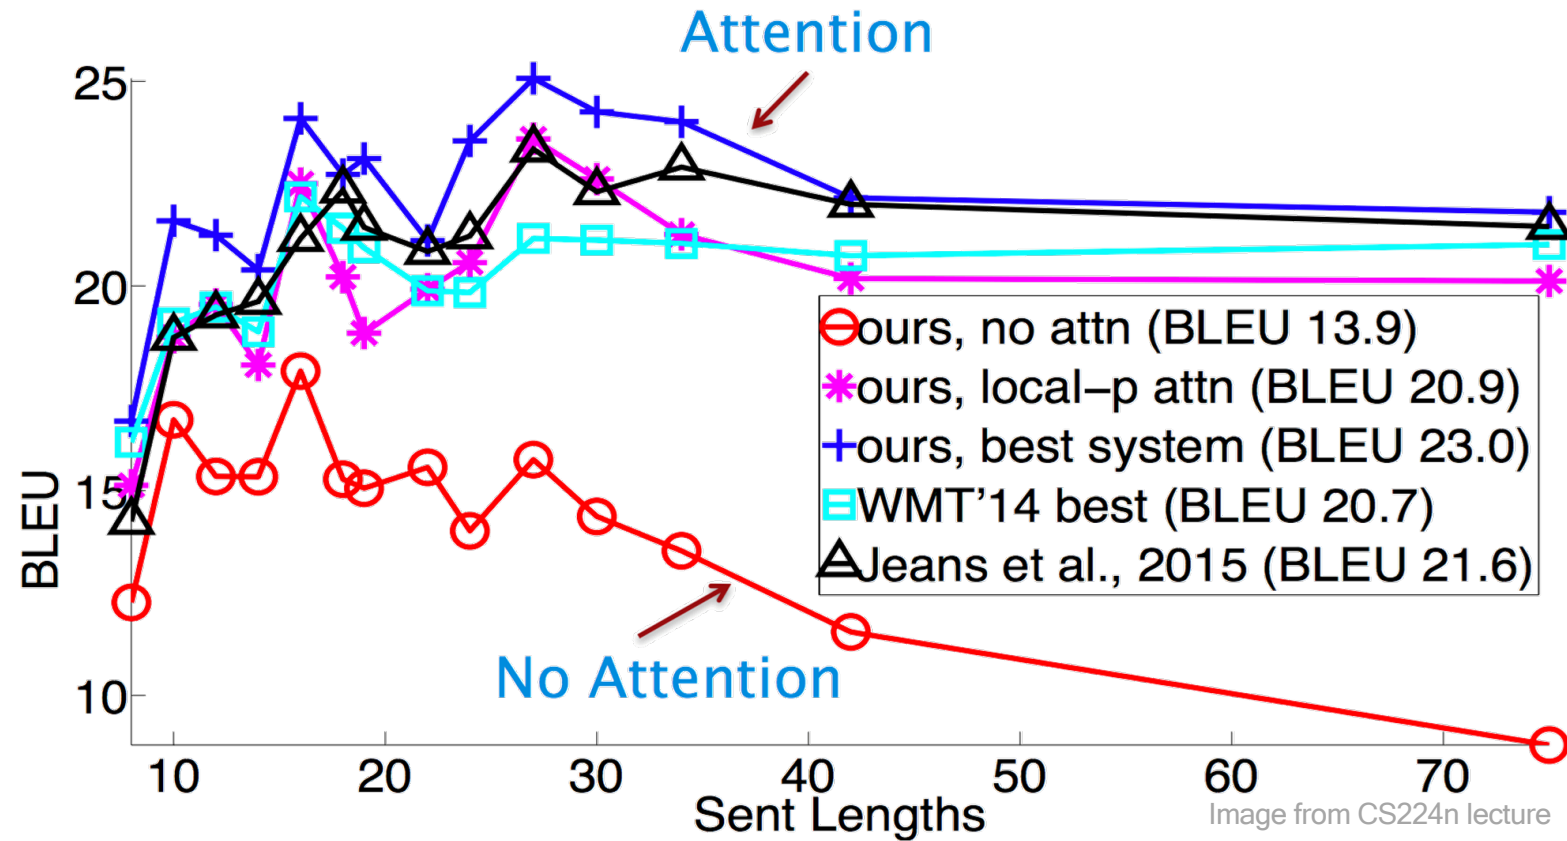 Attention
25
20
15
10
BLEU
ours, no attn (BLEU 13.9)
ours, local-p attn (BLEU 20.9)
ours, best system (BLEU 23.0)
WMT'14 best (BLEU 20.7)
Jeans et al., 2015 (BLEU 21.6)
No Attention
10 20 30 40 50 60 70
Sent Lengths
Image from CS224n lecture